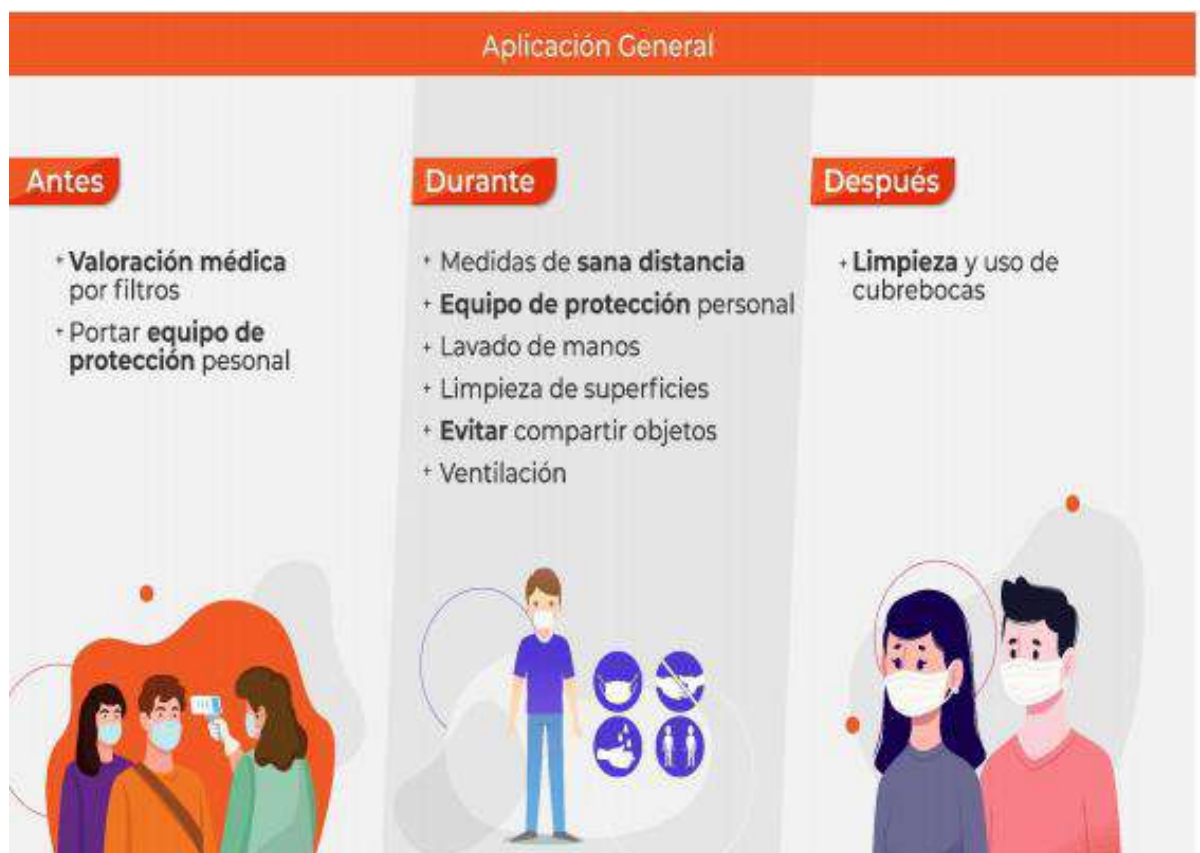 Aplicación General
Antes
+ Valoración médica
por filtros
+ Portar equipo de
protección pesonal
Durante
+ Medidas de sana distancia
+ Equipo de protección personal
+ Lavado de manos
+ Limpieza de superficies
+ Evitar compartir objetos
+ Ventilación
Después
+ Limpieza y uso de
cubrebocas